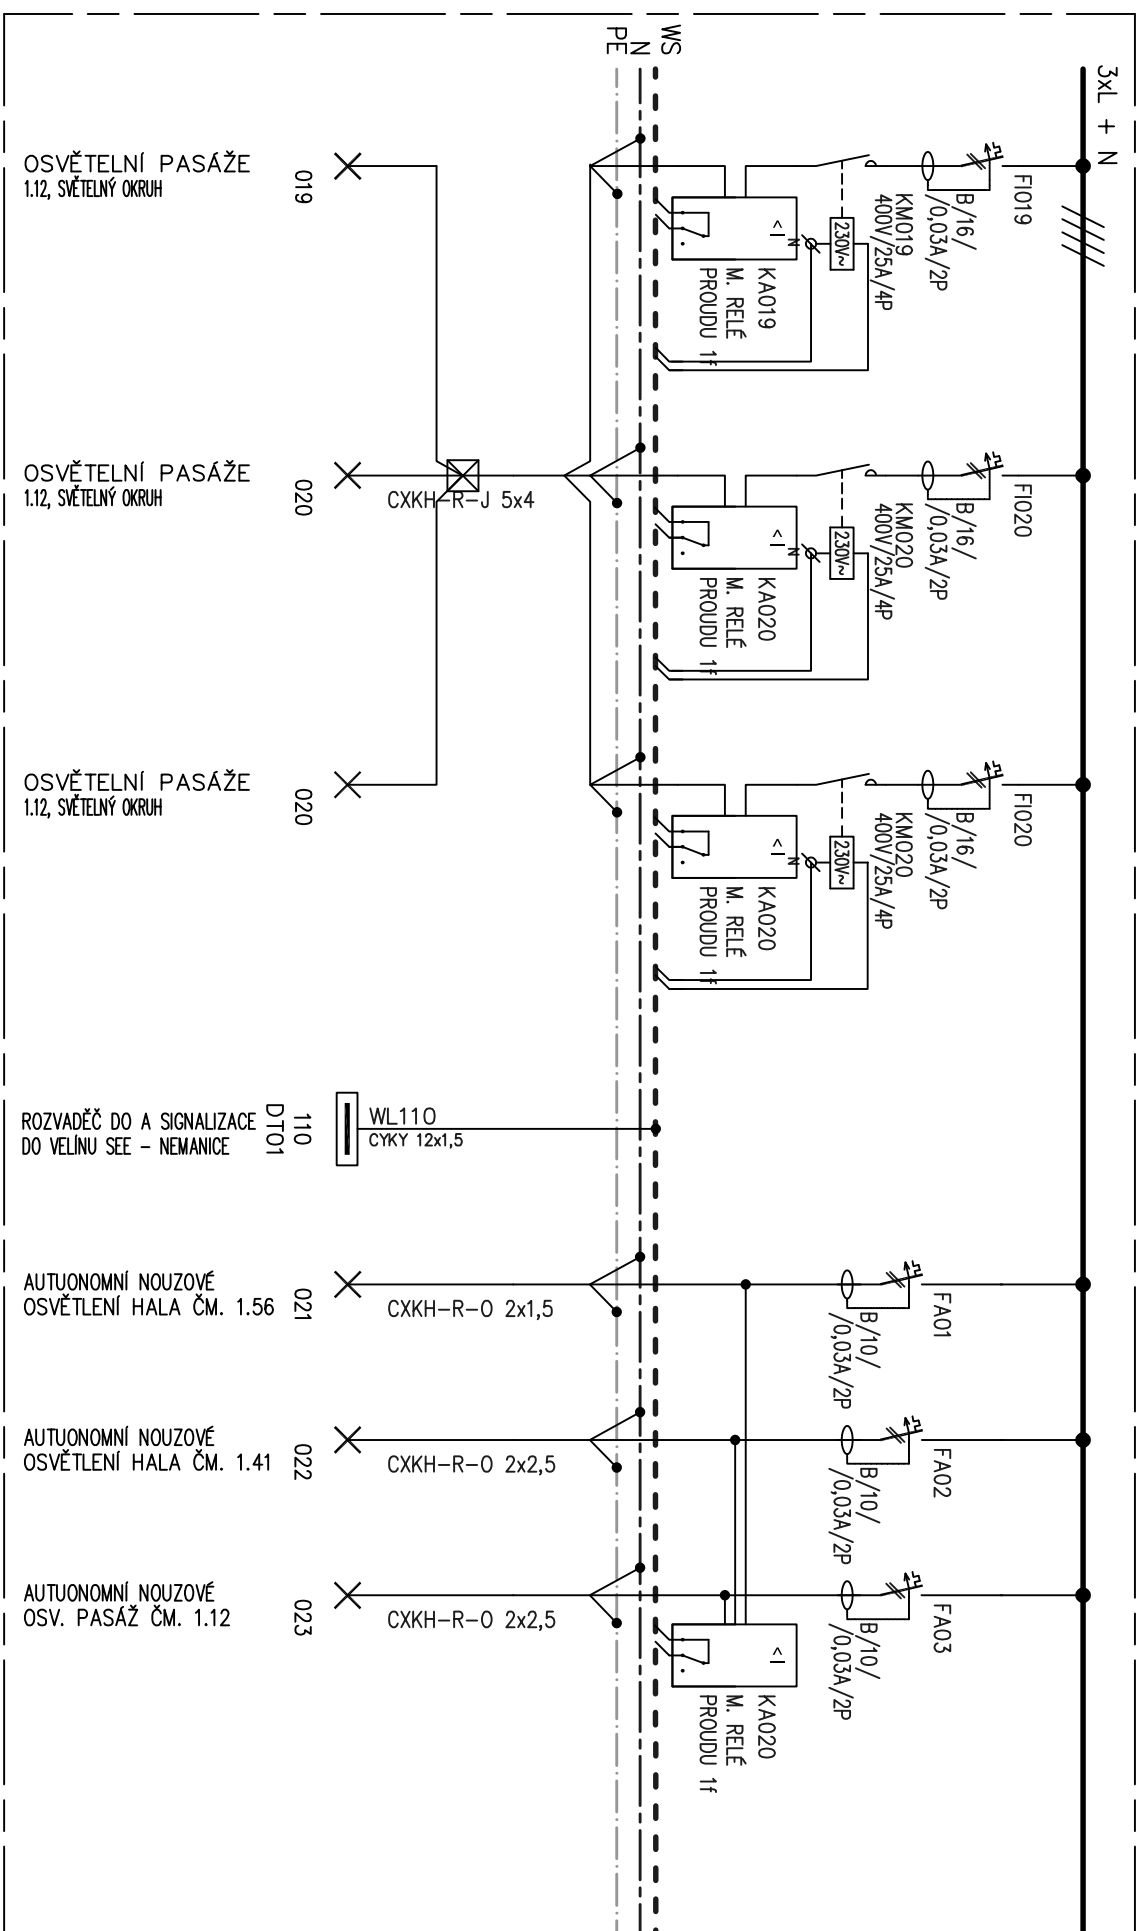 3xL + N
WS
N
PE
FI019
B/16/
/0,03A/2P
KM019
400V/25A/4P
230V~
N
<I
KA019
M. RELÉ
PROUDU 1f
019
OSVĚTELNÍ PASÁŽE
1.12, SVĚTELNÝ OKRUH
FI020
B/16/
/0,03A/2P
KM020
400V/25A/4P
230V~
N
<I
KA020
M. RELÉ
PROUDU 1f
CXKH-R-J 5x4
020
OSVĚTELNÍ PASÁŽE
1.12, SVĚTELNÝ OKRUH
FI020
B/16/
/0,03A/2P
KM020
400V/25A/4P
230V~
N
<I
KA020
M. RELÉ
PROUDU 1f
020
OSVĚTELNÍ PASÁŽE
1.12, SVĚTELNÝ OKRUH
WL110
CYKY 12x1,5
110
DT01
ROZVADĚČ DO A SIGNALIZACE
DO VELÍNU SEE - NEMANICE
FA01
B/10/
/0,03A/2P
CXKH-R-O 2x1,5
021
AUTUONOMNÍ NOUZOVÉ
OSVĚTLENÍ HALA ČM. 1.56
FA02
B/10/
/0,03A/2P
CXKH-R-O 2x2,5
022
AUTUONOMNÍ NOUZOVÉ
OSVĚTLENÍ HALA ČM. 1.41
FA03
B/10/
/0,03A/2P
<I
KA020
M. RELÉ
PROUDU 1f
CXKH-R-O 2x2,5
023
AUTUONOMNÍ NOUZOVÉ
OSV. PASÁŽ ČM. 1.12